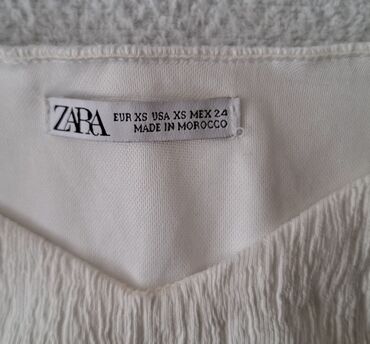 ZARA
EUR XS USA XS MEX 24
MADE IN MOROCCO